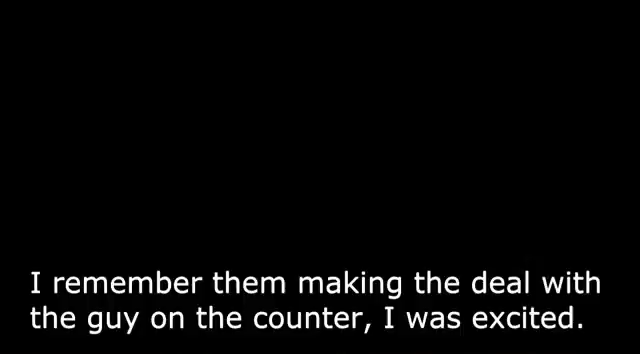 I remember them making the deal with
the guy on the counter, I was excited.